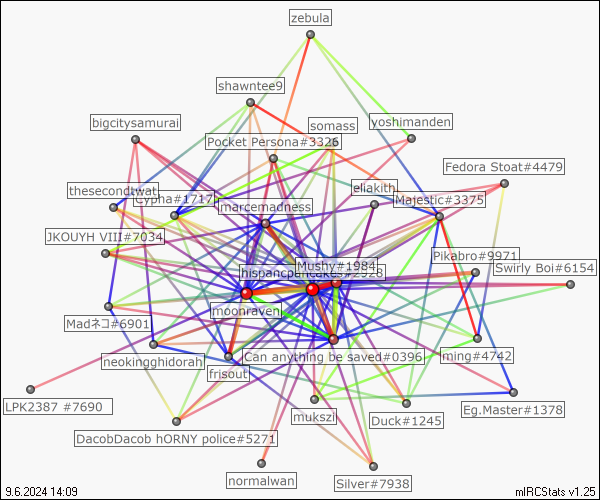 zebula
shawntee9
bigcitysamurai
somass
yoshimanden
Pocket Persona#3326
Fedora Stoat#4479
thesecondtwat
cypha#1717
eliakith
Majestic#3375
marcemadness
JKOUYH VIII#7034
Pikabro#9971
Mushy#1984
Swirly Boi#6154
moonraven
Madネコ#6901
neokingghidorah
Can anything be saved#0396
ming#4742
frisout
LPK2387 #7690
mukszi
Duck#1245
Eg.Master#1378
DacobDacob hORNY police#5271
normalwan
Silver#7938
9.6.2024 14:09
mIRCStats v1.25